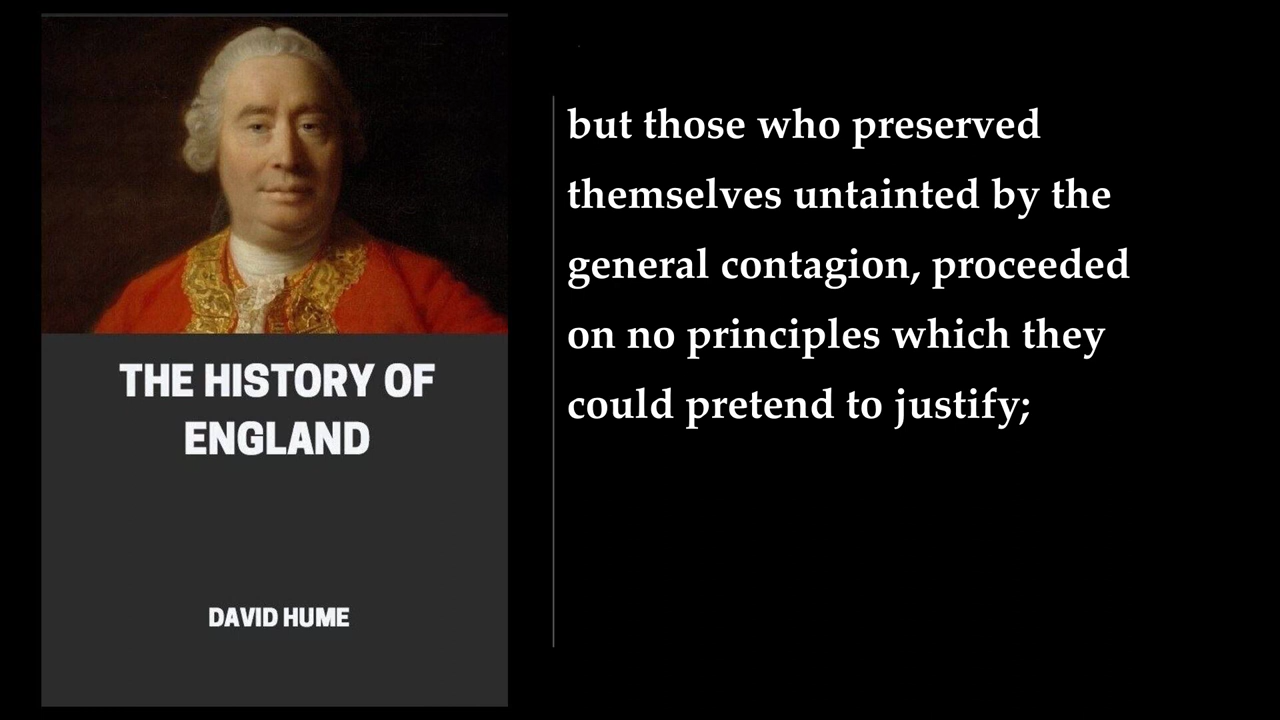 THE HISTORY OF
ENGLAND
DAVID HUME
but those who preserved
themselves untainted by the
general contagion, proceeded
on no principles which they
could pretend to justify;